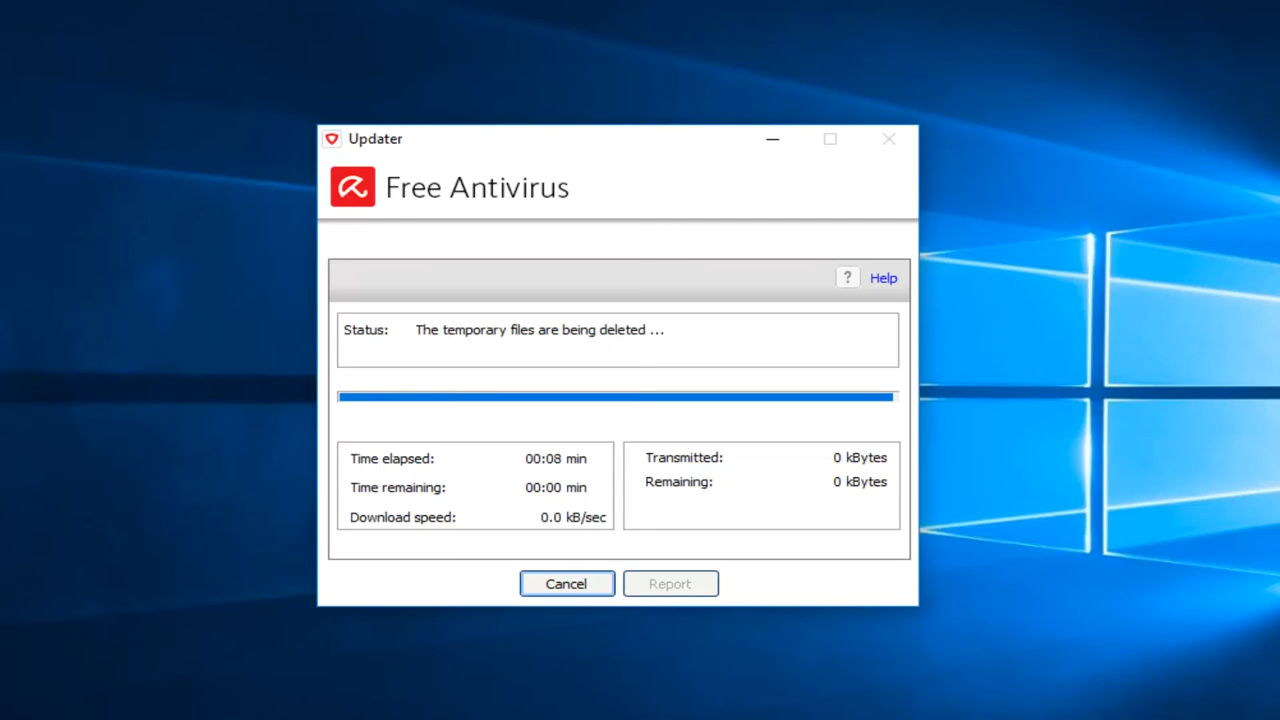 Updater
Free Antivirus
? Help
Status: The temporary files are being deleted ...
Time elapsed: 00:08 min
Time remaining: 00:00 min
Download speed: 0.0 kB/sec
Transmitted: 0 kBytes
Remaining: 0 kBytes
Cancel Report